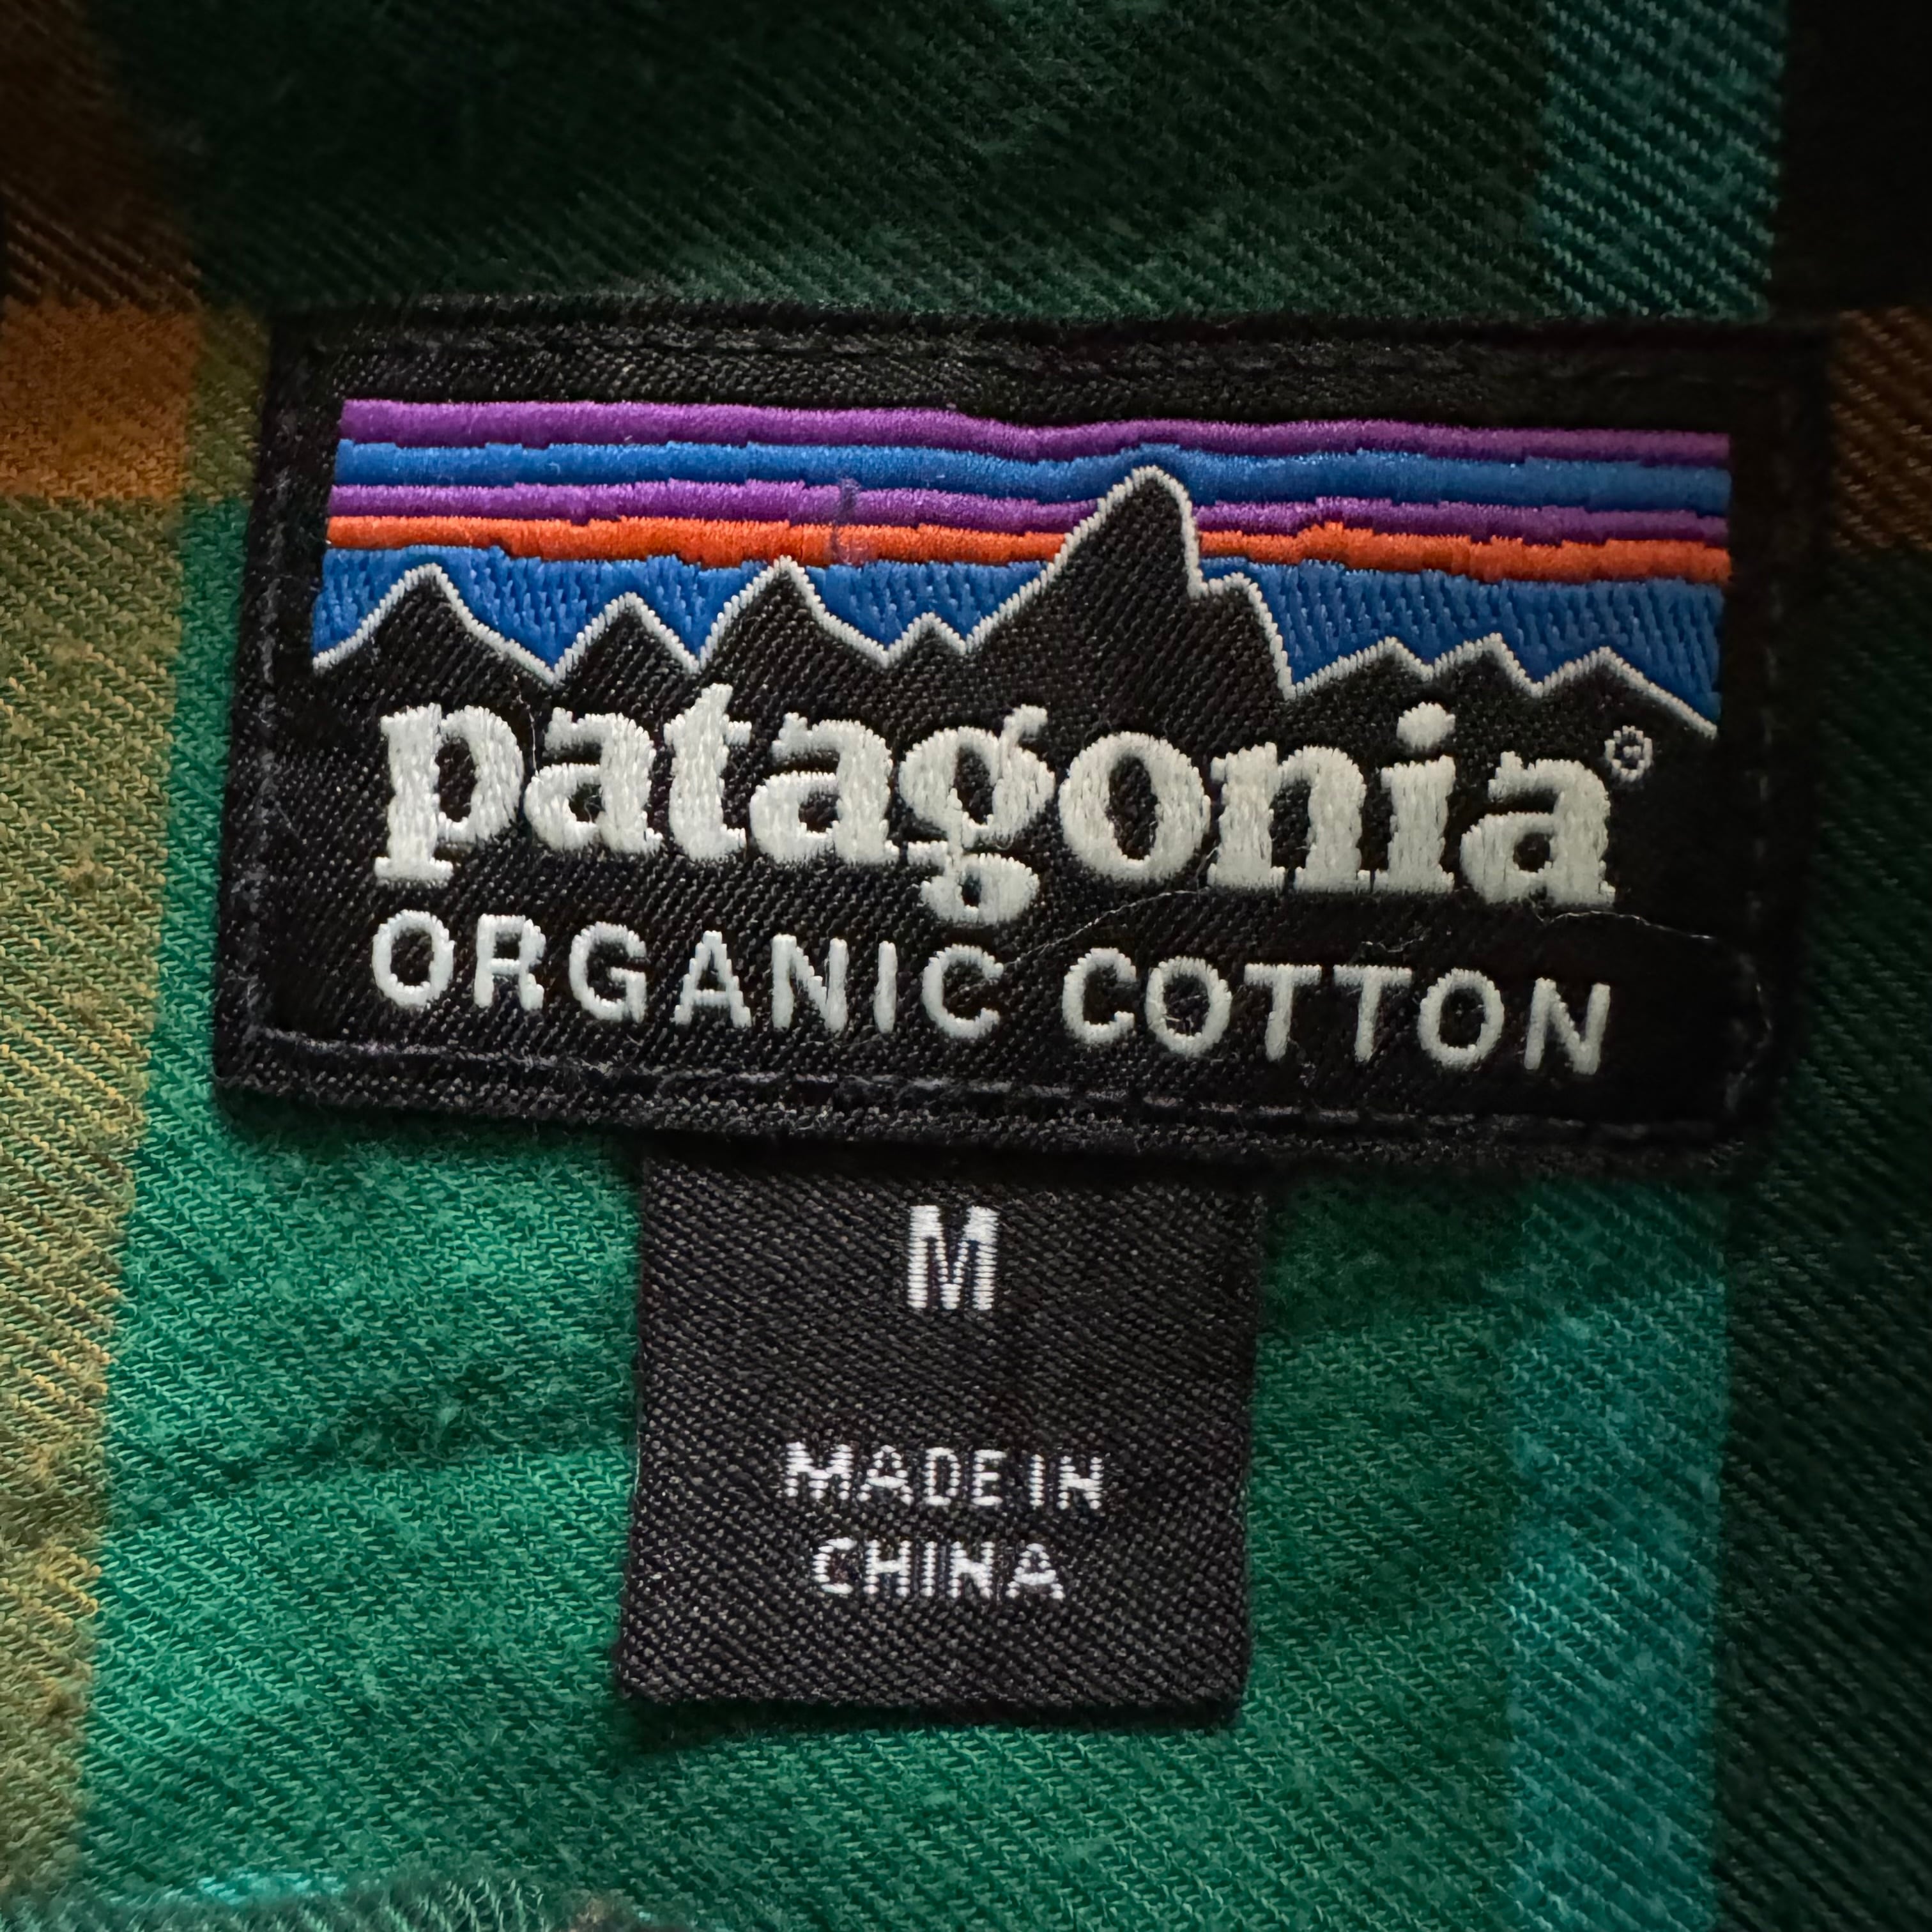 patagonia®
ORGANIC COTTON
M
MADE IN
CHINA